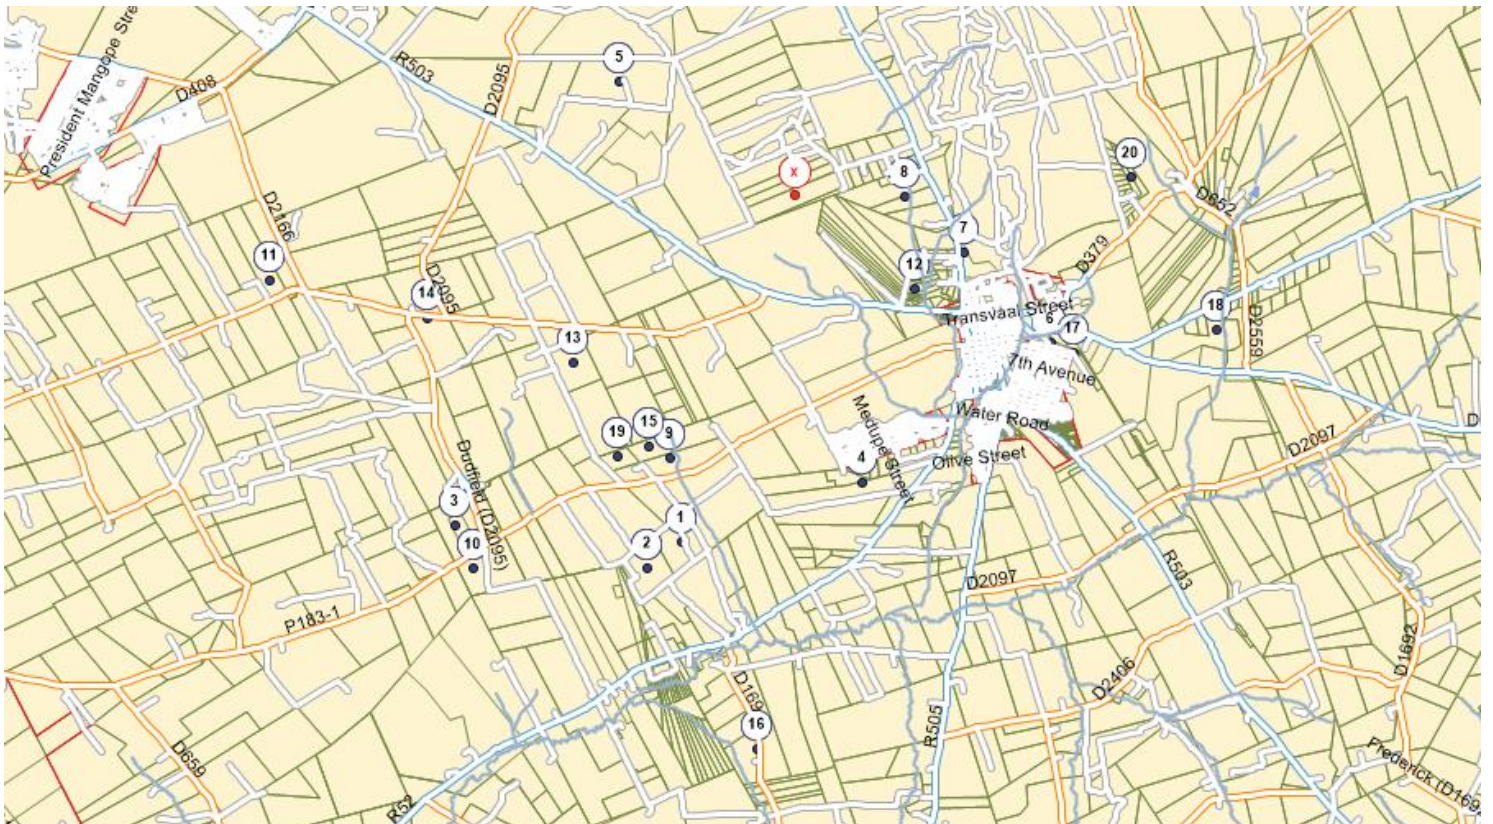 President Mangope Stre
D408
R503
D2095
5
x
8
20
D652
D2166
11
14
D2095
7
12
D379
Transvaal Street
6
17
18
D2559
13
7th Avenue
19
15
9
Medupe Street
Water Road
4
Olive Street
D2097
D
3
Dudfield (D2095)
10
1
2
D2097
R503
P183-1
D1692
D169
D2406
16
R505
D659
R52
Frederick (D1692